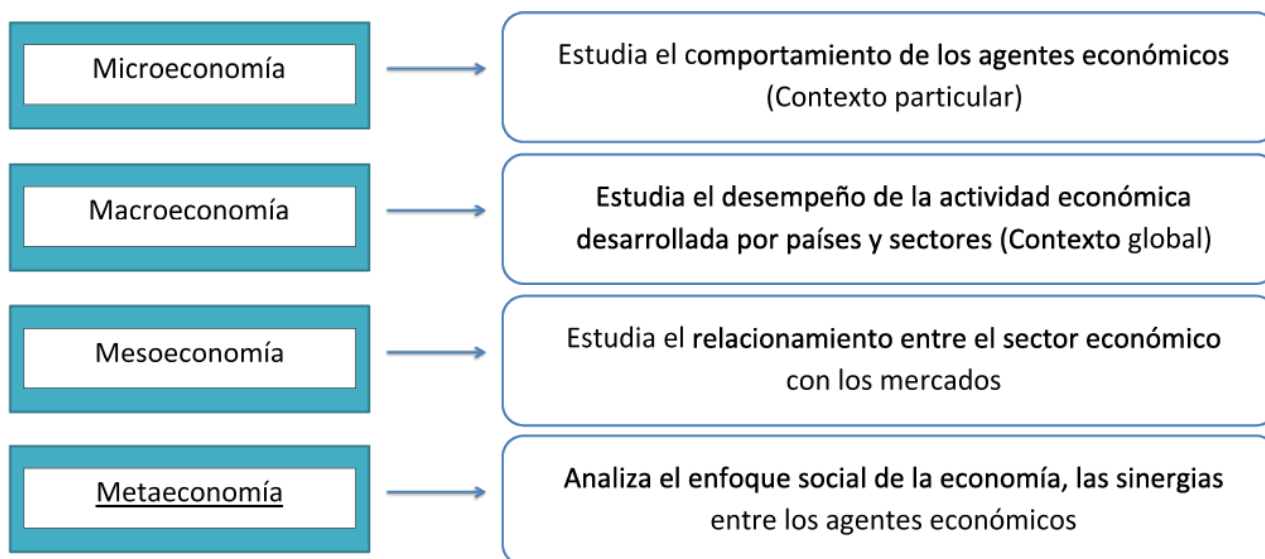 Microeconomía
Estudia el comportamiento de los agentes económicos
(Contexto particular)
Macroeconomía
Estudia el desempeño de la actividad económica
desarrollada por países y sectores (Contexto global)
Mesoeconomía
Estudia el relacionamiento entre el sector económico
con los mercados
Metaeconomía
Analiza el enfoque social de la economía, las sinergias
entre los agentes económicos